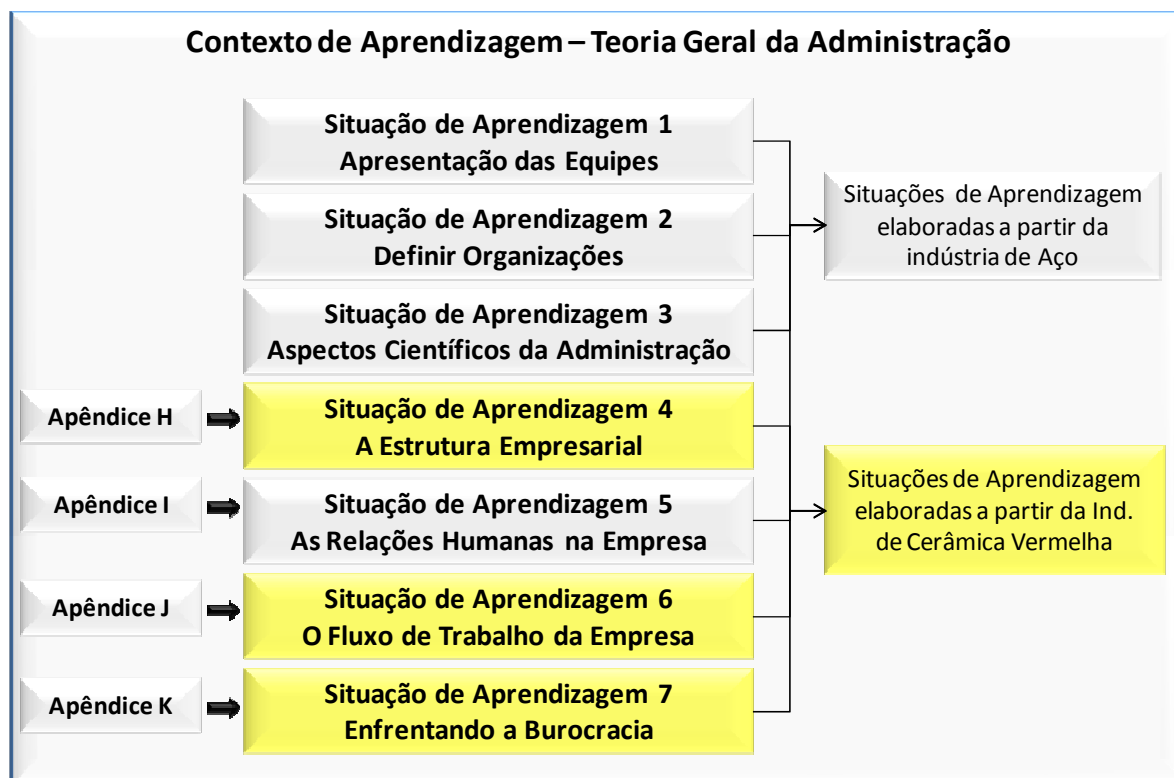 Contexto de Aprendizagem – Teoria Geral da Administração
Situação de Aprendizagem 1
Apresentação das Equipes
Situação de Aprendizagem 2
Definir Organizações
Situação de Aprendizagem 3
Aspectos Científicos da Administração
Situações de Aprendizagem
elaboradas a partir da
indústria de Aço
Apêndice H
Situação de Aprendizagem 4
A Estrutura Empresarial
Apêndice I
Situação de Aprendizagem 5
As Relações Humanas na Empresa
Apêndice J
Situação de Aprendizagem 6
O Fluxo de Trabalho da Empresa
Apêndice K
Situação de Aprendizagem 7
Enfrentando a Burocracia
Situações de Aprendizagem
elaboradas a partir da Ind.
de Cerâmica Vermelha